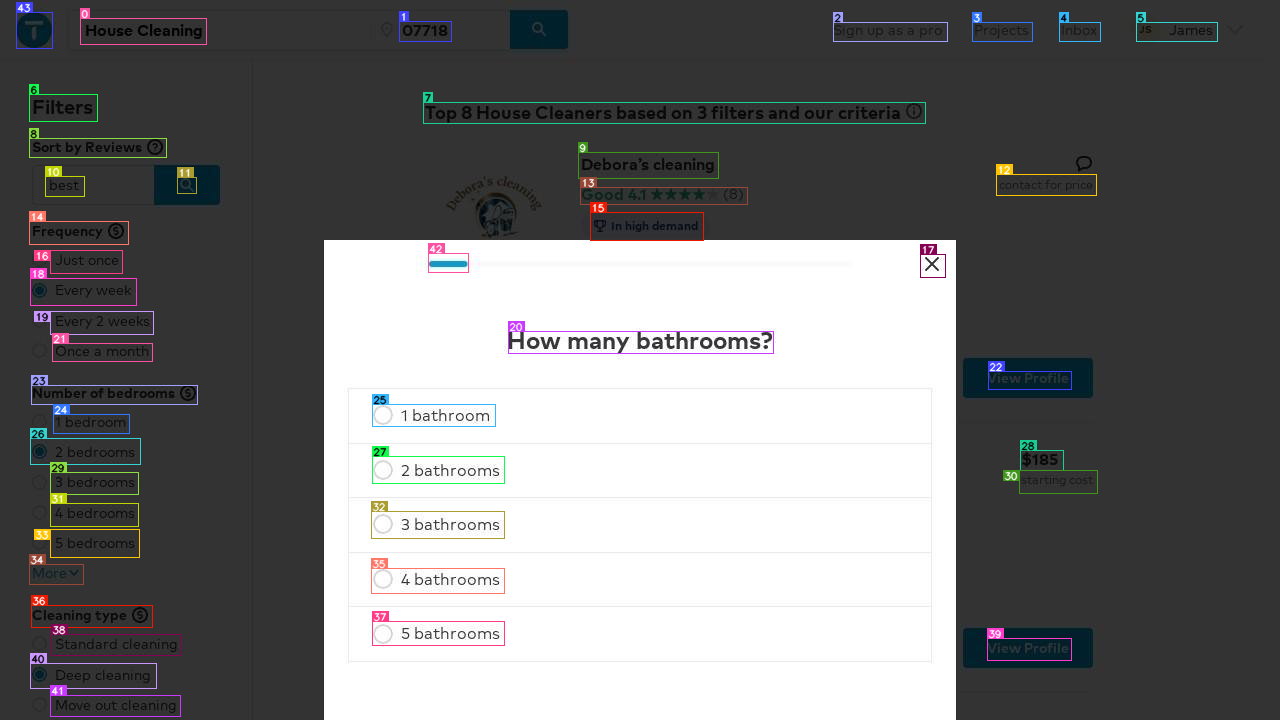 43
0
House Cleaning
1
07718
2
Sign up as a pro
3
Projects
4
Inbox
5
JS
James
6
Filters
7
Top 8 House Cleaners based on 3 filters and our criteria
8
Sort by Reviews ?
9
Debora's cleaning
10
best
11
12
contact for price
13
Good 4.1 ★★★★★ (8)
Debora's cleaning
14
Frequency $
15
In high demand
16
Just once
18
Every week
19
Every 2 weeks
21
Once a month
42
17
20
How many bathrooms?
22
View Profile
23
Number of bedrooms $
24
1 bedroom
26
2 bedrooms
29
3 bedrooms
31
4 bedrooms
33
5 bedrooms
34
More
25
1 bathroom
27
2 bathrooms
32
3 bathrooms
35
4 bathrooms
37
5 bathrooms
28
$185
30
starting cost
36
Cleaning type $
38
Standard cleaning
40
Deep cleaning
41
Move out cleaning
39
View Profile